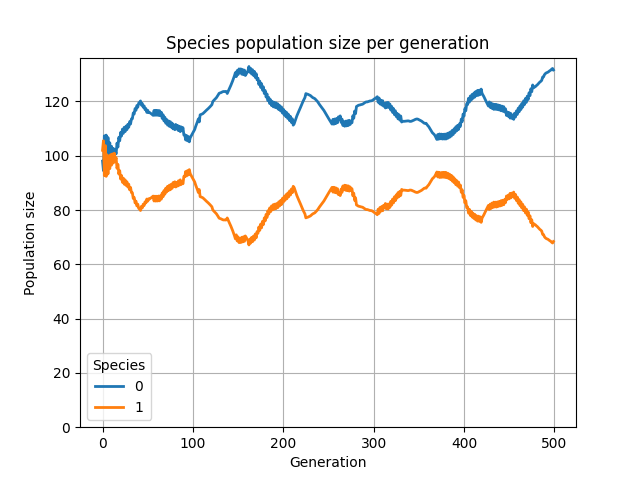 Species population size per generation
Population size
120
100
80
60
40
20
0
Species
0
1
0 100 200 300 400 500
Generation